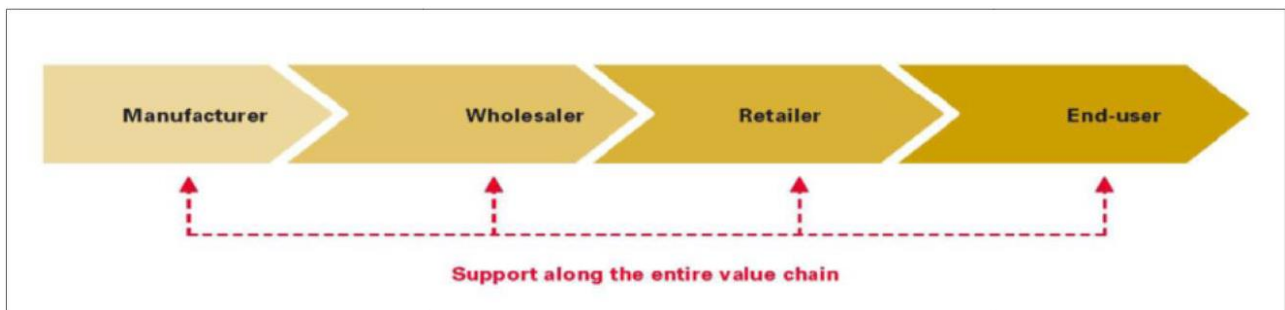 Manufacturer Wholesaler Retailer End-user
Support along the entire value chain